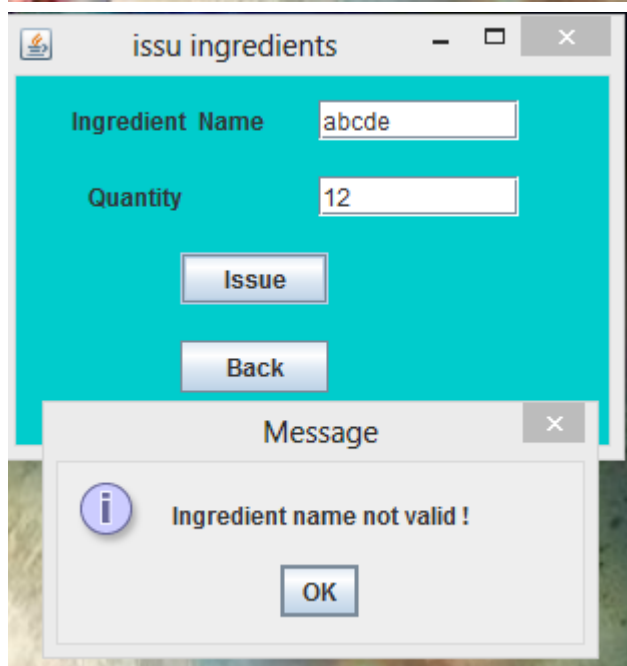 issu ingredients
Ingredient Name abcde
Quantity 12
Issue
Back
Message
i Ingredient name not valid !
OK